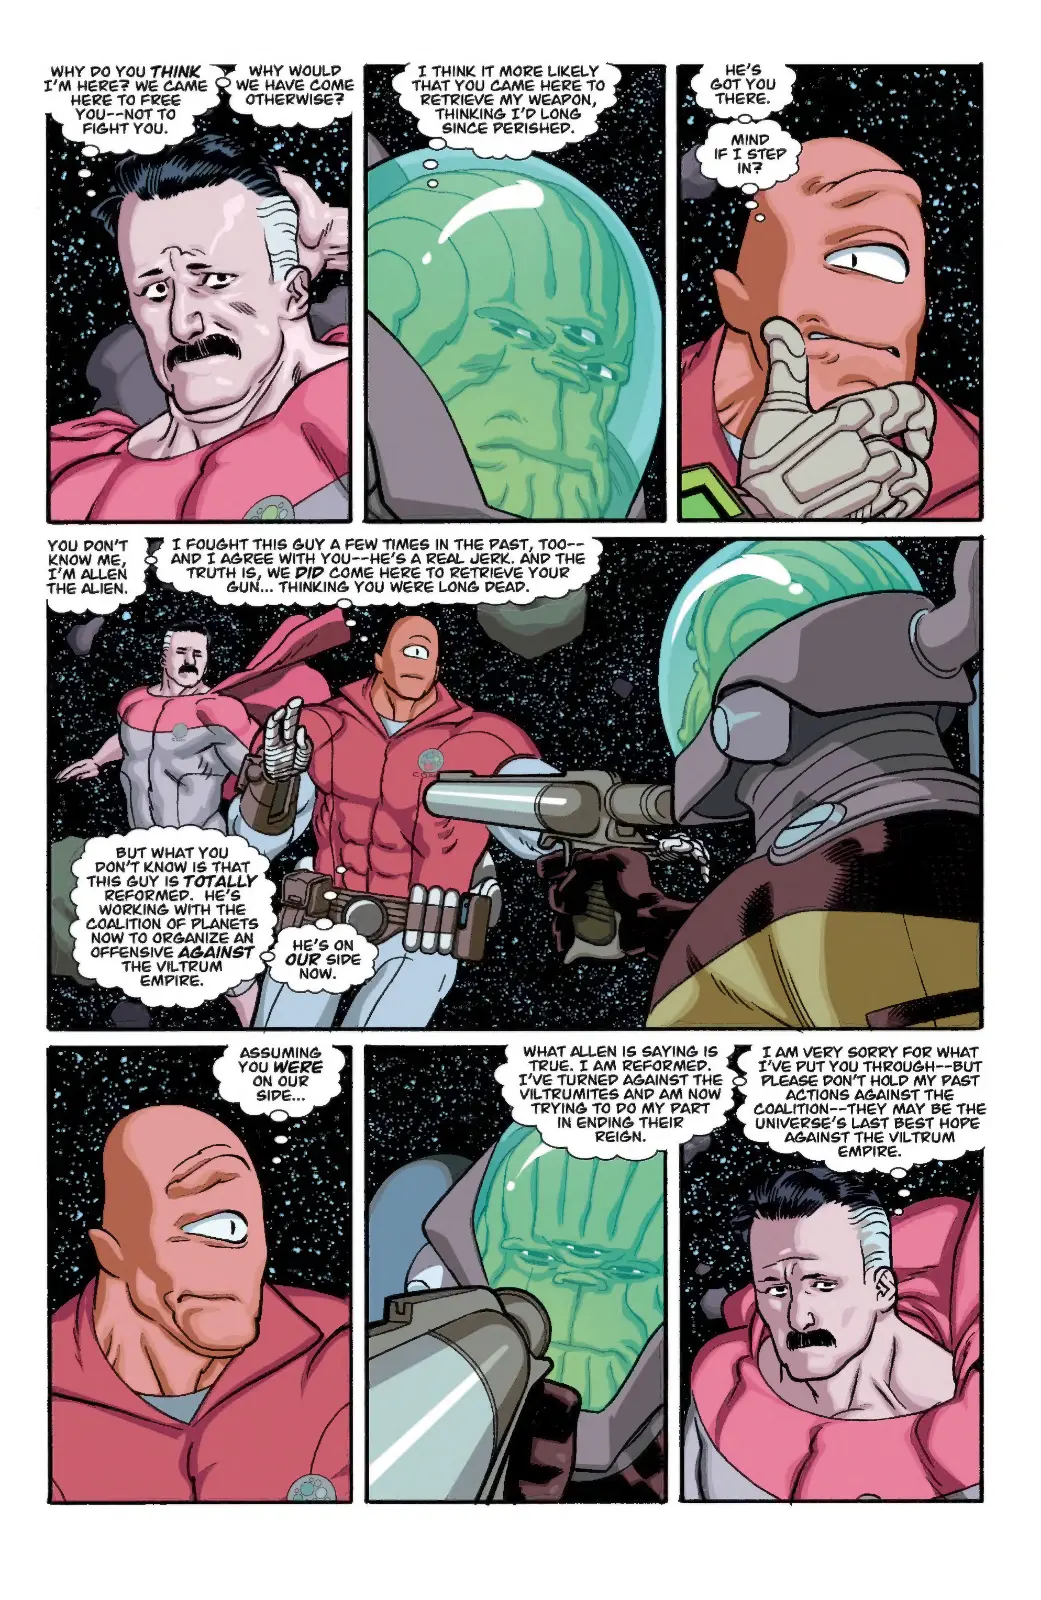 WHY DO YOU THINK
I'M HERE? WE CAME
HERE TO FREE
YOU--NOT TO
FIGHT YOU.
WHY WOULD
WE HAVE COME
OTHERWISE?
I THINK IT MORE LIKELY
THAT YOU CAME HERE TO
RETRIEVE MY WEAPON,
THINKING I'D LONG
SINCE PERISHED.
HE'S
GOT YOU
THERE.
MIND
IF I STEP
IN?
YOU DON'T
KNOW ME,
I'M ALLEN
THE ALIEN.
I FOUGHT THIS GUY A FEW TIMES IN THE PAST, TOO--
AND I AGREE WITH YOU--HE'S A REAL JERK. AND THE
TRUTH IS, WE DID COME HERE TO RETRIEVE YOUR
GUN... THINKING YOU WERE LONG DEAD.
BUT WHAT YOU
DON'T KNOW IS THAT
THIS GUY IS TOTALLY
REFORMED. HE'S
WORKING WITH THE
COALITION OF PLANETS
NOW TO ORGANIZE AN
OFFENSIVE AGAINST
THE VILTRUM
EMPIRE.
HE'S ON
OUR SIDE
NOW.
ASSUMING
YOU WERE
ON OUR
SIDE...
WHAT ALLEN IS SAYING IS
TRUE. I AM REFORMED.
I'VE TURNED AGAINST THE
VILTRUMITES AND AM NOW
TRYING TO DO MY PART
IN ENDING THEIR
REIGN.
I AM VERY SORRY FOR WHAT
I'VE PUT YOU THROUGH--BUT
PLEASE DON'T HOLD MY PAST
ACTIONS AGAINST THE
COALITION--THEY MAY BE THE
UNIVERSE'S LAST BEST HOPE
AGAINST THE VILTRUM
EMPIRE.